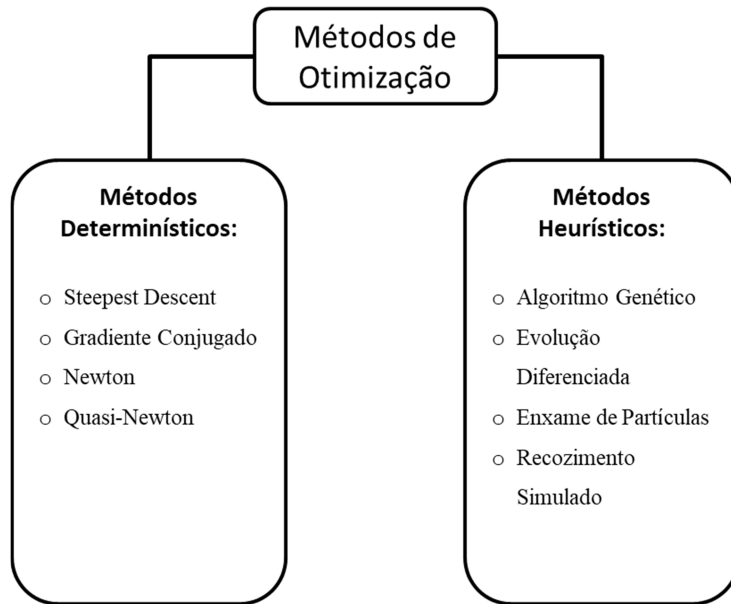 Métodos de
Otimização
Métodos
Determinísticos:
o Steepest Descent
o Gradiente Conjugado
o Newton
o Quasi-Newton
Métodos
Heurísticos:
o Algoritmo Genético
o Evolução
Diferenciada
o Enxame de Partículas
o Recozimento
Simulado